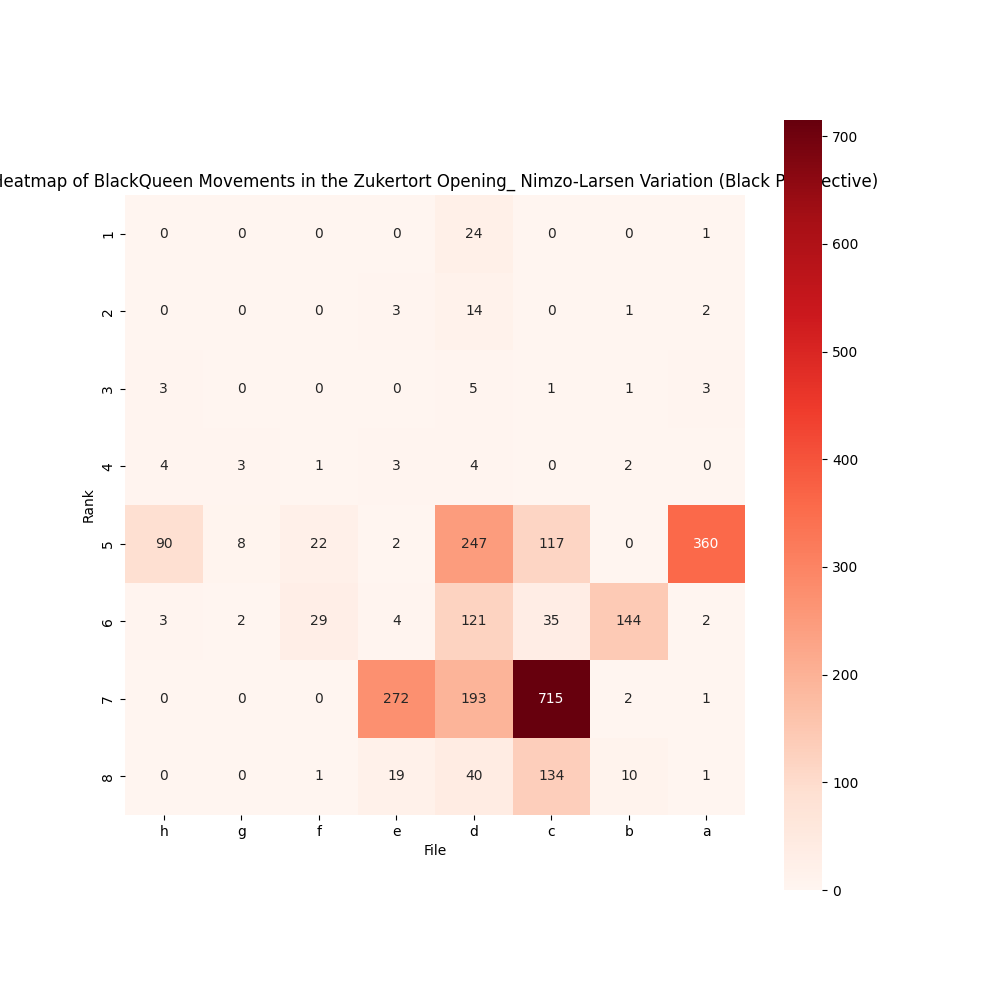 Heatmap of BlackQueen Movements in the Zukertort Opening_ Nimzo-Larsen Variation (Black P ective)
700
600
500
400
300
200
100
0
Rank
1 0 0 0 0 24 0 0 1
2 0 0 0 3 14 0 1 2
3 3 0 0 0 5 1 1 3
4 4 3 1 3 4 0 2 0
5 90 8 22 2 247 117 0 360
6 3 2 29 4 121 35 144 2
7 0 0 0 272 193 715 2 1
8 0 0 1 19 40 134 10 1
h g f e d c b a
File